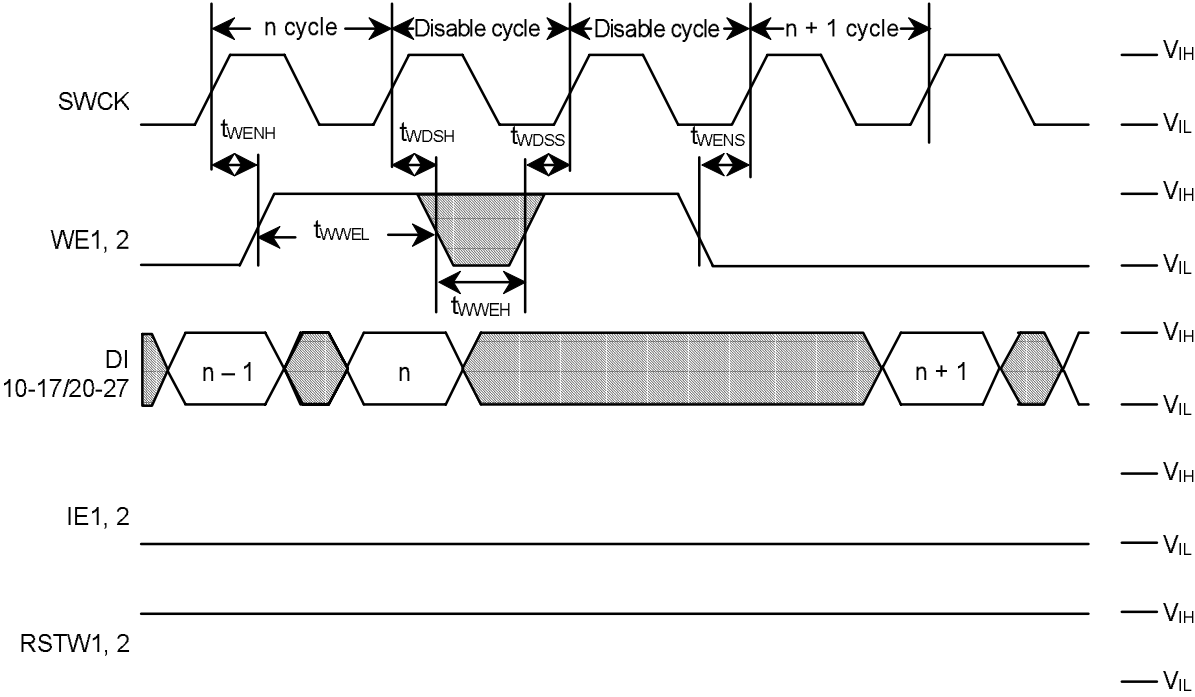 n cycle Disable cycle Disable cycle n + 1 cycle
VIH
SWCK
VIL
tWENH tWDSH tWDSS tWENS
VIH
WE1, 2
tWWEL
VIL
tWWEH
DI
10-17/20-27
n – 1 n n + 1
VIH
VIL
VIH
IE1, 2
VIL
VIH
RSTW1, 2
VIL